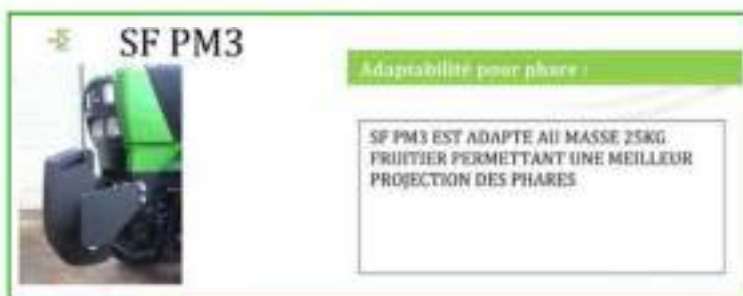 SF PM3
Adaptabilité pour phare :
SF PM3 EST ADAPTE AU MASSE 25KG
FRUITIER PERMETTANT UNE MEILLEUR
PROJECTION DES PHARES